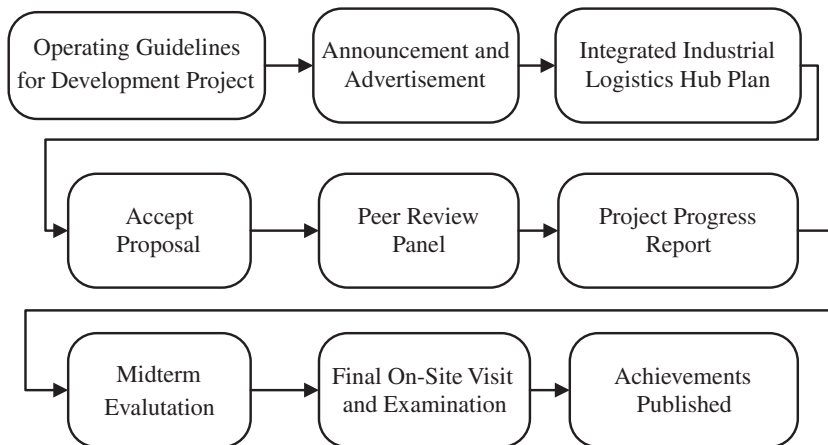 Operating Guidelines
for Development Project
Announcement and
Advertisement
Integrated Industrial
Logistics Hub Plan
Accept
Proposal
Peer Review
Panel
Project Progress
Report
Midterm
Evalutation
Final On-Site Visit
and Examination
Achievements
Published